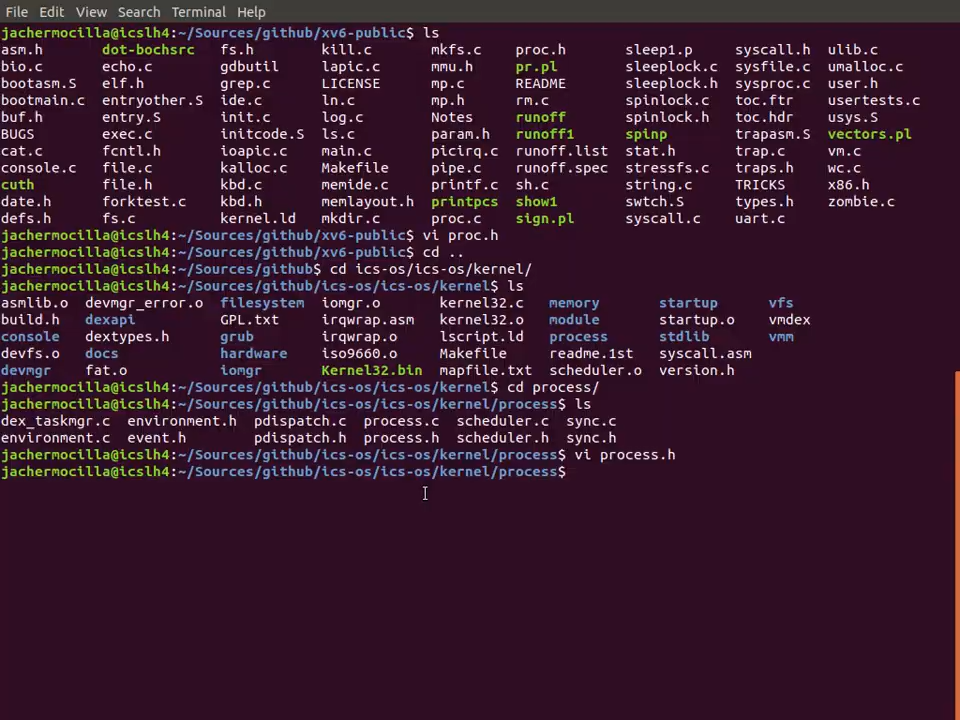 File Edit View Search Terminal Help
jachermocilla@icslh4:~/Sources/github/xv6-public$ ls
asm.h dot-bochsrc fs.h kill.c mkfs.c proc.h sleep1.p syscall.h ulib.c
bio.c echo.c gdbutil lapic.c mmu.h pr.pl sleeplock.c sysfile.c umalloc.c
bootasm.S elf.h grep.c LICENSE mp.c README sleeplock.h sysproc.c user.h
bootmain.c entryother.S ide.c ln.c mp.h rm.c spinlock.c toc.ftr usertests.c
buf.h entry.S init.c log.c Notes runoff spinlock.h toc.hdr usys.S
BUGS exec.c initcode.S ls.c param.h runoff1 spinp trapasm.S vectors.pl
cat.c fcntl.h ioapic.c main.c picirq.c runoff.list stat.h trap.c vm.c
console.c file.c kalloc.c Makefile pipe.c runoff.spec stressfs.c traps.h wc.c
cuth file.h kbd.c memide.c printf.c sh.c string.c TRICKS x86.h
date.h forktest.c kbd.h memlayout.h printpcs show1 swtch.S types.h zombie.c
defs.h fs.c kernel.ld mkdir.c proc.c sign.pl syscall.c uart.c
jachermocilla@icslh4:~/Sources/github/xv6-public$ vi proc.h
jachermocilla@icslh4:~/Sources/github/xv6-public$ cd ..
jachermocilla@icslh4:~/Sources/github$ cd ics-os/ics-os/kernel/
jachermocilla@icslh4:~/Sources/github/ics-os/ics-os/kernel$ ls
asmlib.o devmgr_error.o filesystem iomgr.o kernel32.c memory startup vfs
build.h dexapi GPL.txt irqwrap.asm kernel32.o module startup.o vmdex
console dextypes.h grub irqwrap.o lscript.ld process stdlib vmm
devfs.o docs hardware iso9660.o Makefile readme.1st syscall.asm
devmgr fat.o iomgr Kernel32.bin mapfile.txt scheduler.o version.h
jachermocilla@icslh4:~/Sources/github/ics-os/ics-os/kernel$ cd process/
jachermocilla@icslh4:~/Sources/github/ics-os/ics-os/kernel/process$ ls
dex_taskmgr.c environment.h pdispatch.c process.c scheduler.c sync.c
environment.c event.h pdispatch.h process.h scheduler.h sync.h
jachermocilla@icslh4:~/Sources/github/ics-os/ics-os/kernel/process$ vi process.h
jachermocilla@icslh4:~/Sources/github/ics-os/ics-os/kernel/process$